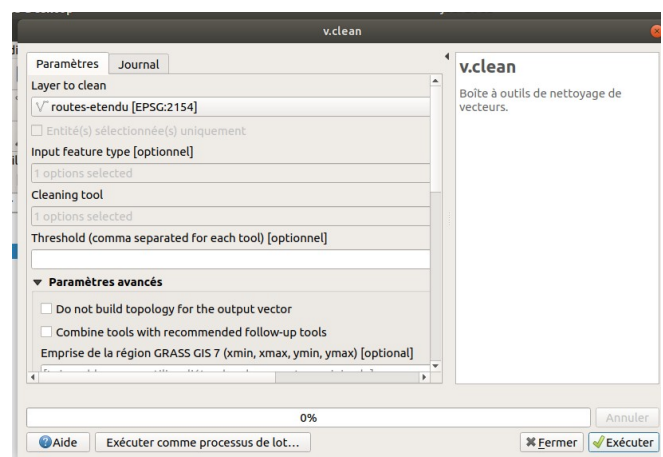 v.clean
Paramètres
Journal
Layer to clean
routes-etendu [EPSG:2154]
Entité(s) sélectionnée(s) uniquement
Input feature type [optionnel]
1 options selected
Cleaning tool
1 options selected
Threshold (comma separated for each tool) [optionnel]
Paramètres avancés
Do not build topology for the output vector
Combine tools with recommended follow-up tools
Emprise de la région GRASS GIS 7 (xmin, xmax, ymin, ymax) [optional]
v.clean
Boîte à outils de nettoyage de
vecteurs.
0%
Annuler
Aide
Exécuter comme processus de lot…
Fermer
Exécuter